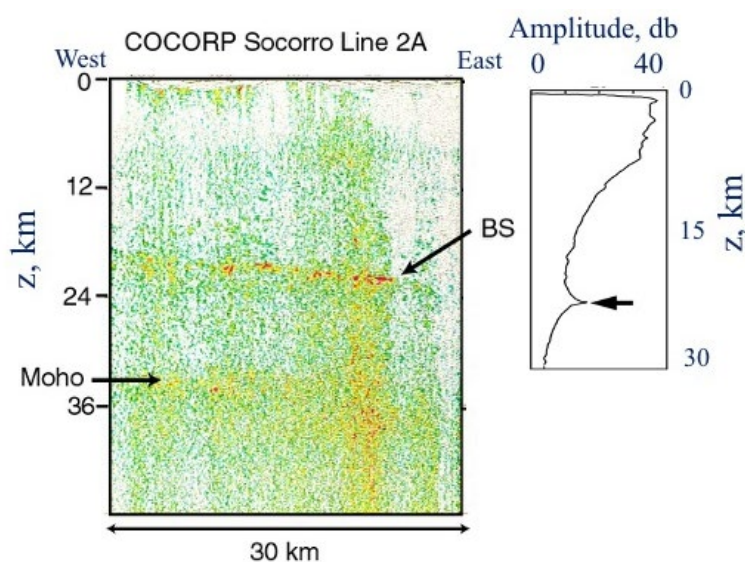 COCORP Socorro Line 2A
West
East
0
12
24
36
z, km
BS
Moho
30 km
Amplitude, db
0 40
0
15
30
z, km